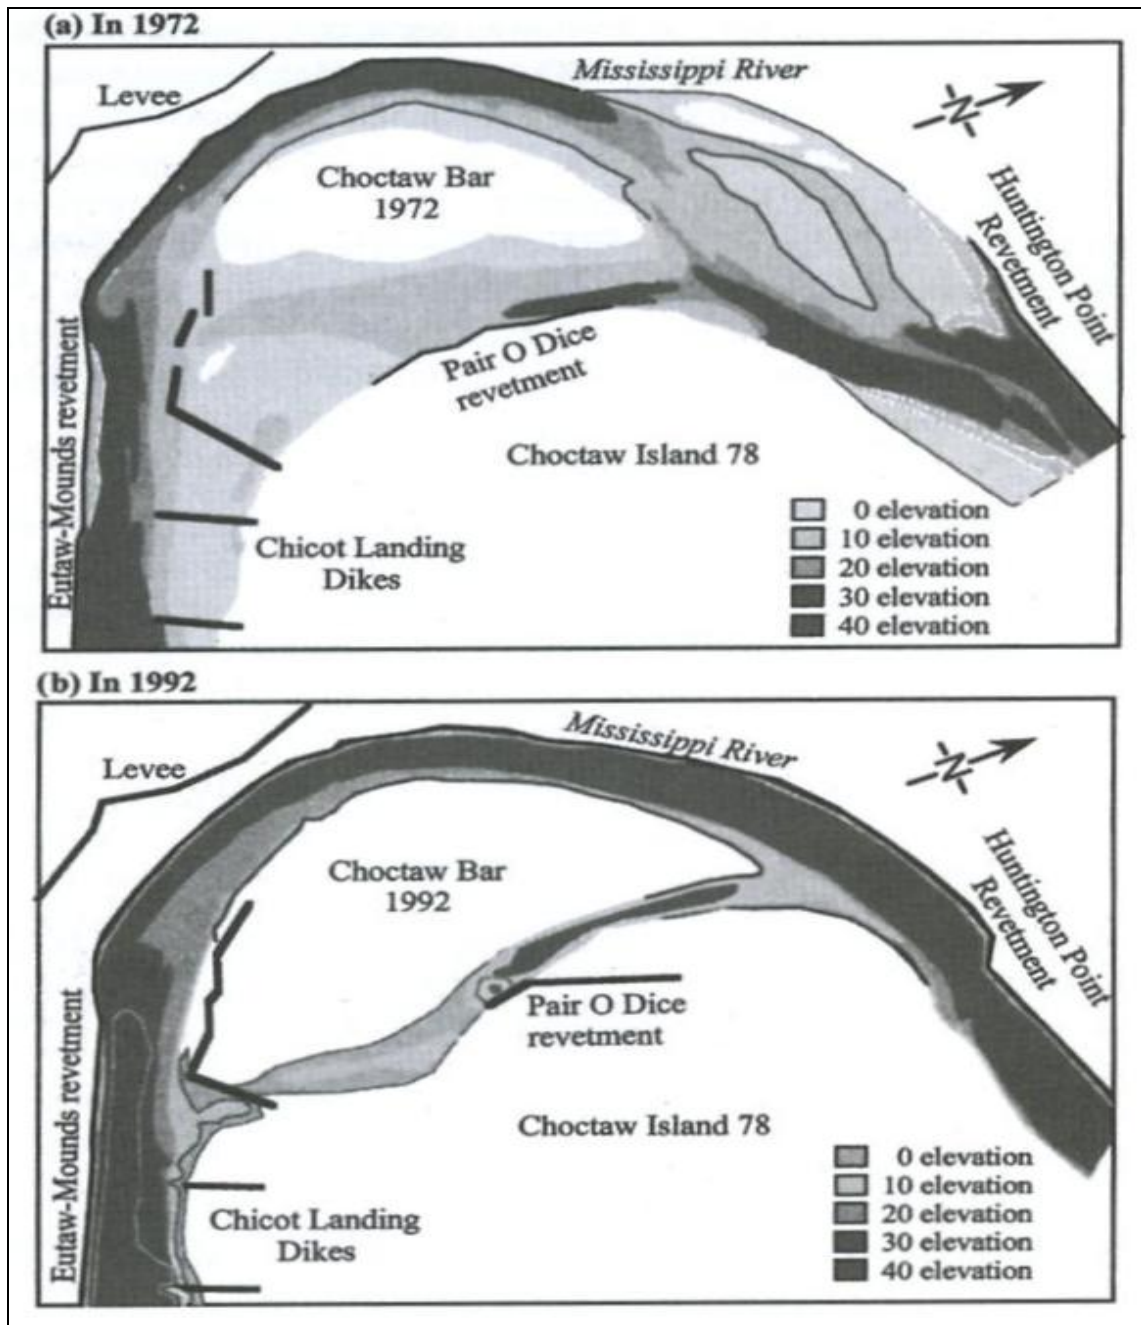 (a) In 1972
Mississippi River
Levee
N
Choctaw Bar
1972
Huntington Point
Revetment
Pair O Dice
revetment
Eutaw-Mounds revetment
Choctaw Island 78
0 elevation
10 elevation
20 elevation
30 elevation
40 elevation
Chicot Landing
Dikes
(b) In 1992
Mississippi River
Levee
N
Choctaw Bar
1992
Huntington Point
Revetment
Pair O Dice
revetment
Eutaw-Mounds revetment
Choctaw Island 78
0 elevation
10 elevation
20 elevation
30 elevation
40 elevation
Chicot Landing
Dikes